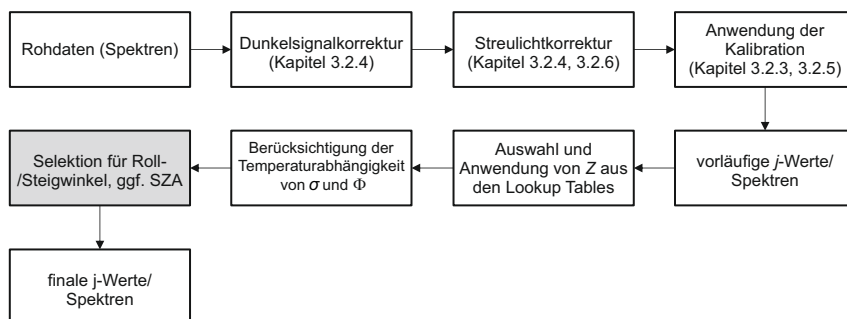 Rohdaten (Spektren)
Dunkelsignalkorrektur
(Kapitel 3.2.4)
Streulichtkorrektur
(Kapitel 3.2.4, 3.2.6)
Anwendung der
Kalibration
(Kapitel 3.2.3, 3.2.5)
Selektion für Roll-
/Steigwinkel, ggf. SZA
Berücksichtigung der
Temperaturabhängigkeit
von σ und Φ
Auswahl und
Anwendung von Z aus
den Lookup Tables
vorläufige j-Werte/
Spektren
finale j-Werte/
Spektren